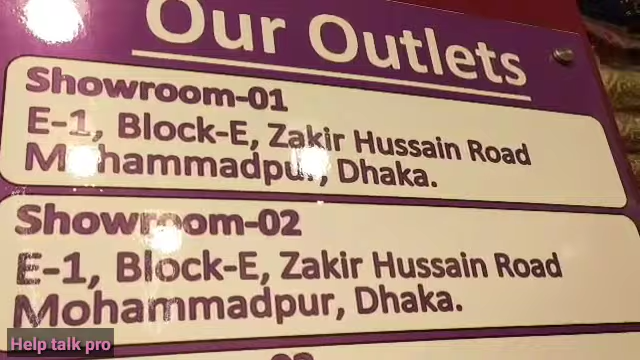 Our Outlets
Showroom-01
E-1, Block-E, Zakir Hussain Road
Mohammadpur, Dhaka.
Showroom-02
E-1, Block-E, Zakir Hussain Road
Mohammadpur, Dhaka.
Help talk pro